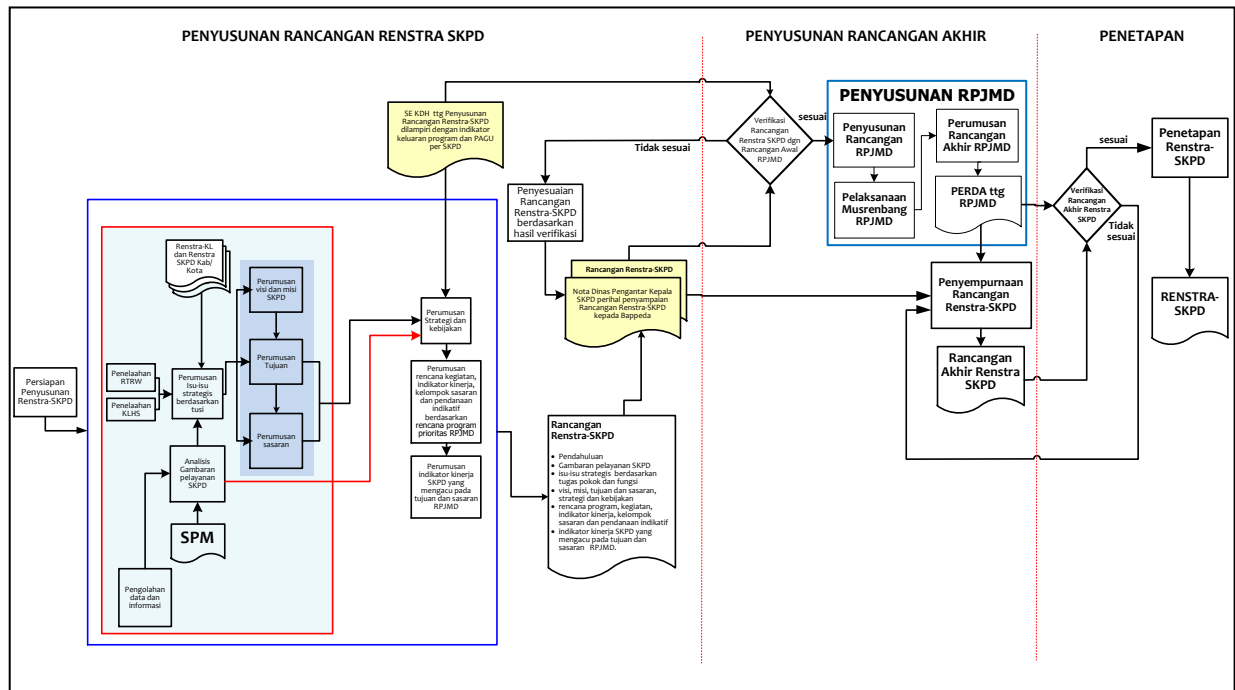 PENYUSUNAN RANCANGAN RENSTRA SKPD
PENYUSUNAN RANCANGAN AKHIR
PENETAPAN
SE KDH ttg Penyusunan
Rancangan Renstra-SKPD
dilampiri dengan indikator
keluaran program dan PAGU
per SKPD
Tidak sesuai
Verifikasi
Rancangan
Renstra SKPD dgn
Rancangan Awal
RPJMD
sesuai
PENYUSUNAN RPJMD
Penyusunan
Rancangan
RPJMD
Perumusan
Rancangan
Akhir RPJMD
Pelaksanaan
Musrenbang
RPJMD
PERDA ttg
RPJMD
sesuai
Verifikasi
Rancangan
Akhir Renstra
SKPD
Tidak
sesuai
Penetapan
Renstra-
SKPD
Penyesuaian
Rancangan
Renstra-SKPD
berdasarkan
hasil verifikasi
Renstra-KL
dan Renstra
SKPD Kab/
Kota
Perumusan
visi dan misi
SKPD
Perumusan
Strategi dan
kebijakan
Rancangan Renstra-SKPD
Nota Dinas Pengantar Kepala
SKPD perihal penyampaian
Rancangan Renstra-SKPD
kepada Bappeda
Penyempurnaan
Rancangan
Renstra-SKPD
RENSTRA-
SKPD
Persiapan
Penyusunan
Renstra-SKPD
Penelaahan
RTRW
Penelaahan
KLHS
Perumusan
Isu-isu
strategis
berdasarkan
tusi
Perumusan
Tujuan
Perumusan
sasaran
Perumusan
rencana kegiatan,
indikator kinerja,
kelompok sasaran
dan pendanaan
indikatif
berdasarkan
rencana program
prioritas RPJMD
Rancangan
Akhir Renstra
SKPD
Analisis
Gambaran
pelayanan
SKPD
Perumusan
indikator kinerja
SKPD yang
mengacu pada
tujuan dan
sasaran RPJMD
SPM
Pengolahan
data dan
informasi
Rancangan
Renstra-SKPD
• Pendahuluan
• Gambaran pelayanan SKPD
• isu-isu strategis berdasarkan
tugas pokok dan fungsi
• visi, misi, tujuan dan sasaran,
strategi dan kebijakan
• rencana program, kegiatan,
indikator kinerja, kelompok
sasaran dan pendanaan indikatif
• indikator kinerja SKPD yang
mengacu pada tujuan dan
sasaran RPJMD.